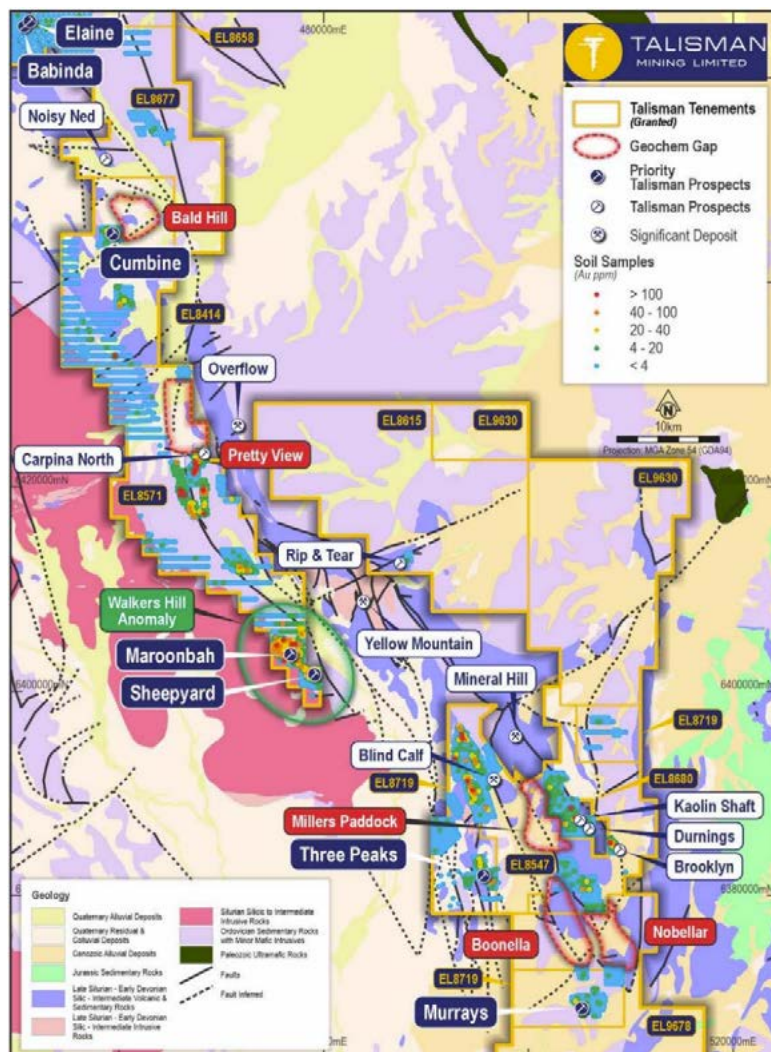 480000mE
Elaine
Babinda
EL8658
EL8677
Noisy Ned
Bald Hill
Cumbine
EL8414
Overflow
Carpina North
Pretty View
6420000mN
EL8571
Rip & Tear
Walkers Hill
Anomaly
Maroonbah
Sheepyard
Yellow Mountain
6400000mN
Mineral Hill
Blind Calf
EL8719
Millers Paddock
Three Peaks
EL8547
Boonella
EL8719
Murrays
EL8615
EL9630
EL9630
6400000mN
EL8719
EL8680
Kaolin Shaft
Durnings
Brooklyn
6380000mN
Nobellar
EL9678
520000mE
TALISMAN
MINING LIMITED
Talisman Tenements
(Granted)
Geochem Gap
Priority
Talisman Prospects
Talisman Prospects
Significant Deposit
Soil Samples
(Au ppm)
> 100
40 - 100
20 - 40
4 - 20
< 4
10km
Projection: MGA Zone 54 (GDA94)
Geology
Quaternary Alluvial Deposits
Quaternary Residual &
Colluvial Deposits
Canozoic Alluvial Deposits
Jurassic Sedimentary Rocks
Late Silurian - Early Devonian
Silic - Intermediate Volcanic &
Sedimentary Rocks
Late Silurian - Early Devonian
Silic - Intermediate Intrusive
Rocks
Silurian Silicis to Intermediate
Intrusive Rocks
Ordovician Sedimentary Rocks
with Minor Mafic Intrusives
Paleozoic Ultramafic Rocks
Faults
Fault Inferred